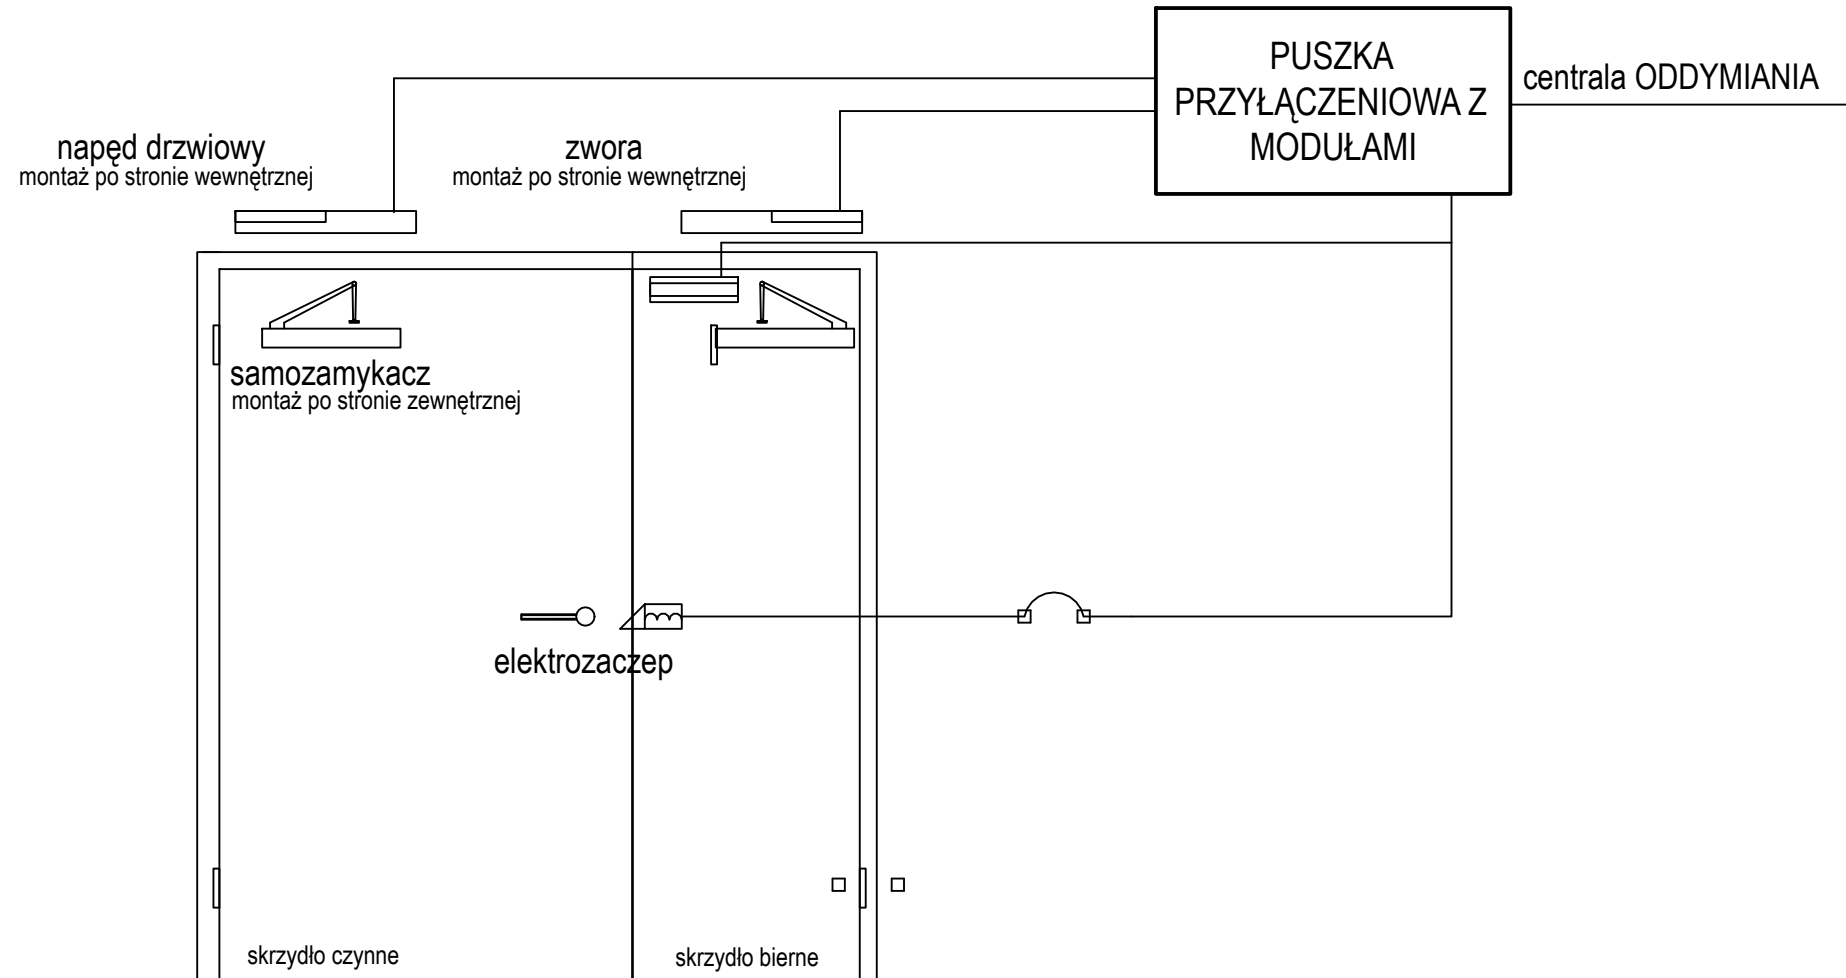 PUSZKA
PRZYŁĄCZENIOWA Z
MODUŁAMI
centrala ODDYMIANIA
napęd drzwiowy
montaż po stronie wewnętrznej
zwora
montaż po stronie wewnętrznej
samozamykacz
montaż po stronie zewnętrznej
elektrozaczep
skrzydło czynne
skrzydło bierne